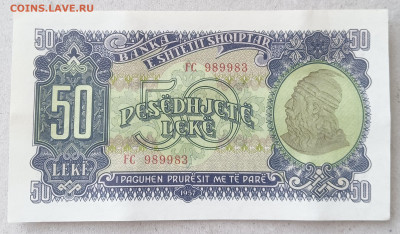 COINS.LAVE.RU
50
50
BANKA
E SHTETIT SHQIPTAR
FC 989983
50
50
PESËDHJETË
LEKË
LEKË
FC 989983
I PAGUHEN PRURËSIT ME TË PARË
1957
50
50